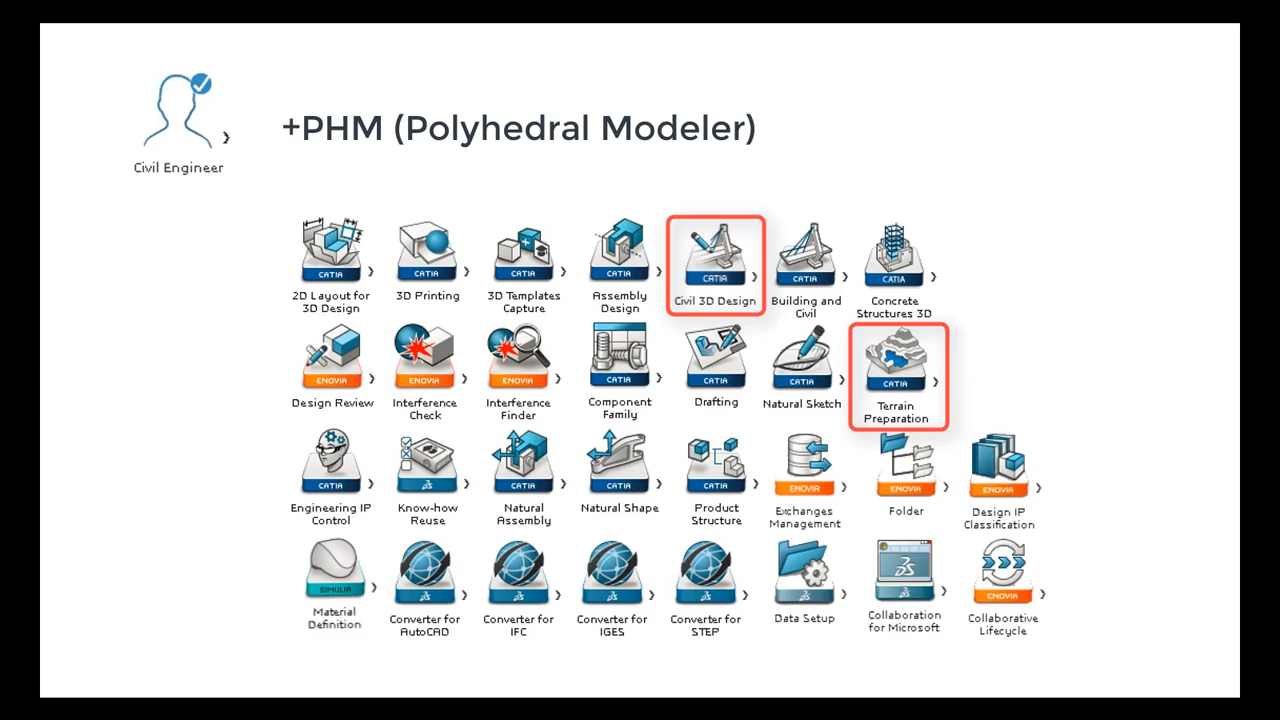 +PHM (Polyhedral Modeler)
Civil Engineer
CATIA CATIA CATIA CATIA CATIA CATIA CATIA
2D Layout for 3D Printing 3D Templates Assembly Civil 3D Design Building and Concrete
3D Design Capture Design Civil Structures 3D
ENOVIA ENOVIA ENOVIA CATIA CATIA CATIA CATIA
Design Review Interference Interference Component Drafting Natural Sketch Terrain
Check Finder Family Preparation
CATIA CATIA CATIA CATIA ENOVIA ENOVIA ENOVIA
Engineering IP Know-how Natural Natural Shape Product Exchanges Folder Design IP
Control Reuse Assembly Structure Management Classification
SIMULIA ENOVIA
Material Converter for Converter for Converter for Converter for Data Setup Collaboration Collaborative
Definition AutoCAD IFC IGES STEP for Microsoft Lifecycle